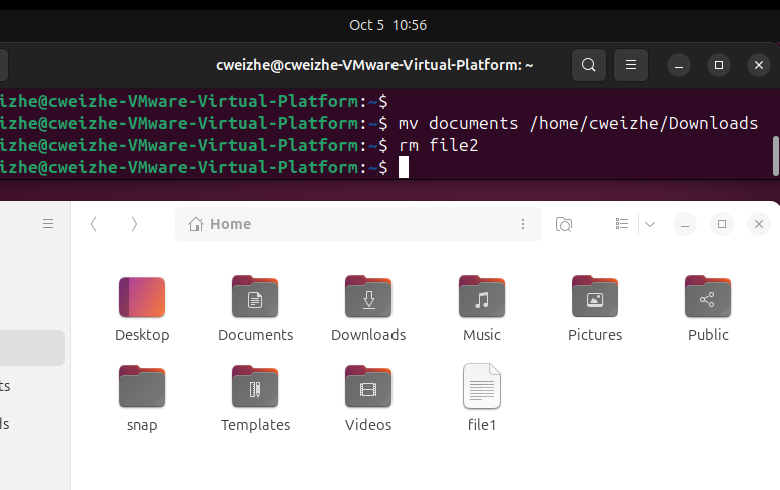 Oct 5 10:56
cweizhe@cweizhe-VMware-Virtual-Platform: ~
izhe@cweizhe-VMware-Virtual-Platform:~$
izhe@cweizhe-VMware-Virtual-Platform:~$ mv documents /home/cweizhe/Downloads
izhe@cweizhe-VMware-Virtual-Platform:~$ rm file2
izhe@cweizhe-VMware-Virtual-Platform:~$
Home
Desktop Documents Downloads Music Pictures Public
snap Templates Videos file1
ts
ds